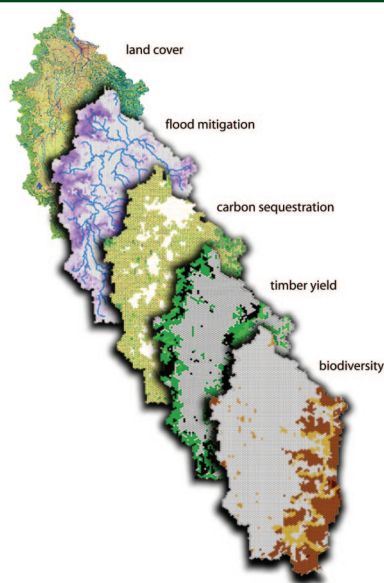 land cover
flood mitigation
carbon sequestration
timber yield
biodiversity